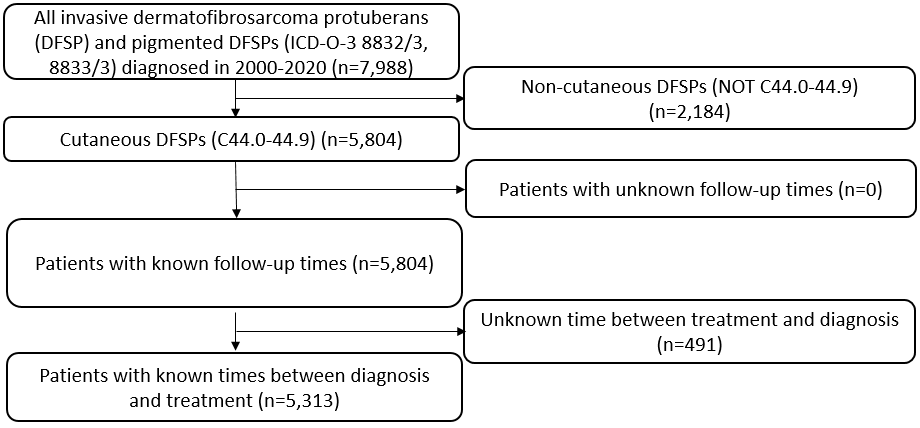 All invasive dermatofibrosarcoma protuberans
(DFSP) and pigmented DFSPs (ICD-O-3 8832/3,
8833/3) diagnosed in 2000-2020 (n=7,988)
Non-cutaneous DFSPs (NOT C44.0-44.9)
(n=2,184)
Cutaneous DFSPs (C44.0-44.9) (n=5,804)
Patients with unknown follow-up times (n=0)
Patients with known follow-up times (n=5,804)
Unknown time between treatment and diagnosis
(n=491)
Patients with known times between diagnosis
and treatment (n=5,313)